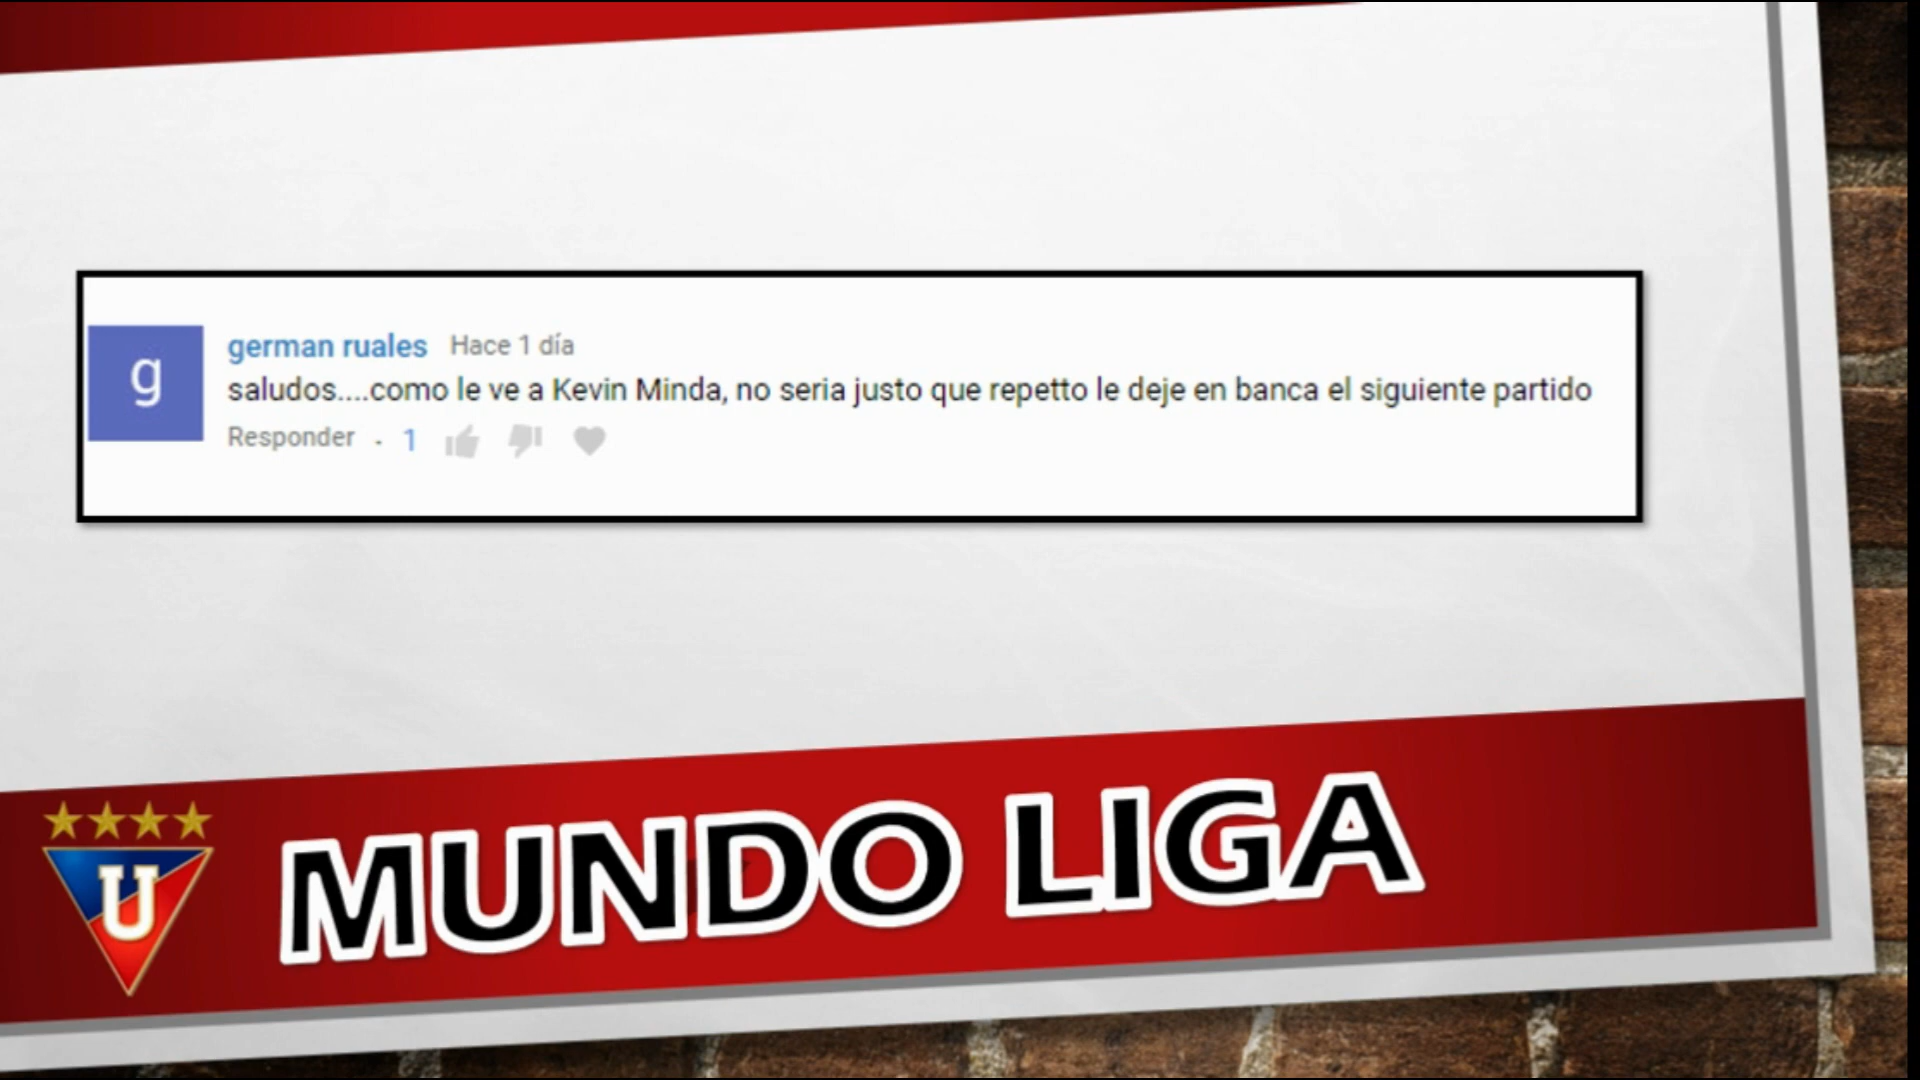 g
german ruales Hace 1 día
saludos....como le ve a Kevin Minda, no seria justo que repetto le deje en banca el siguiente partido
Responder . 1
U
MUNDO LIGA